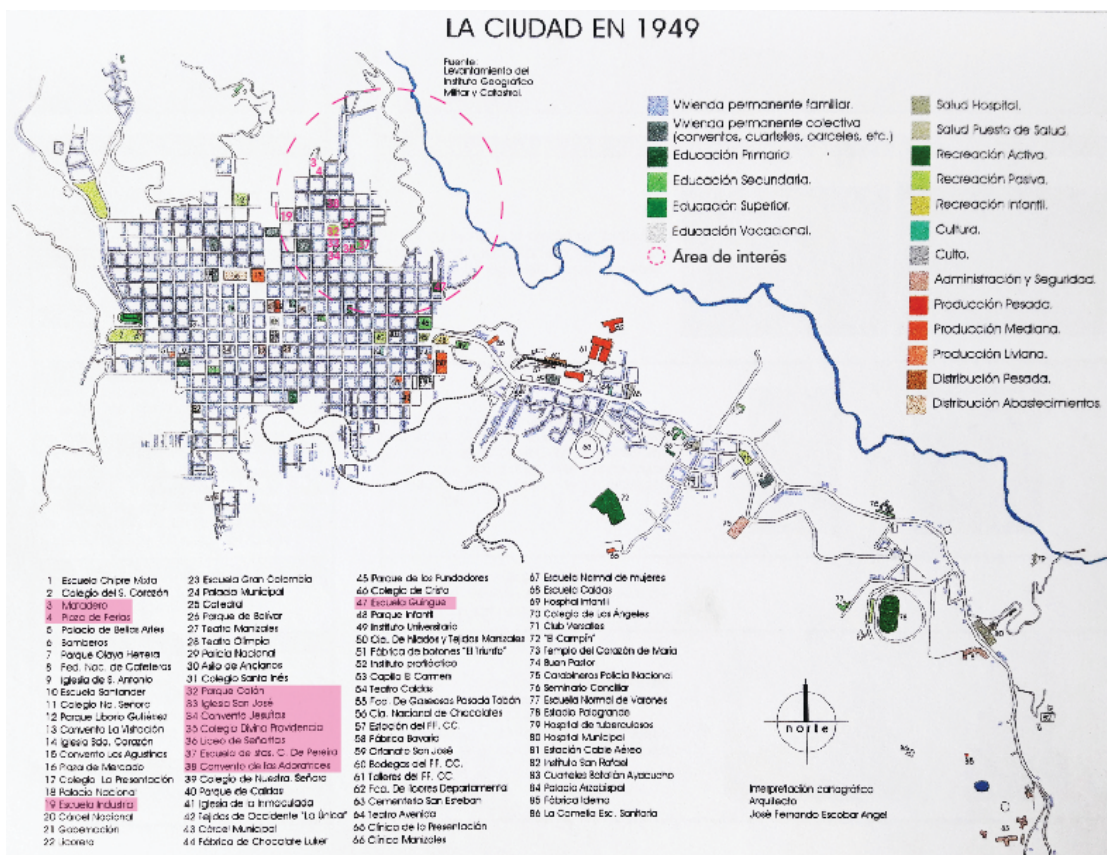 LA CIUDAD EN 1949
Fuente:
Levantamiento del
Instituto Geográfico
Militar y Catastral.
Vivienda permanente familiar.
Vivienda permanente colectiva
(conventos, cuarteles, carceles, etc.)
Educación Primaria
Educación Secundaria.
Educación Superior.
Educación Vocacional.
Área de interés
Salud Hospital.
Salud Puesto de Salud.
Recreación Activa.
Recreación Pasiva.
Recreación Infantil.
Cultura.
Culto.
Administración y Seguridad.
Producción Pesada.
Producción Mediana.
Producción Liviana.
Distribución Pesada.
Distribución Abastecimientos.
1 Escuela Chipre Mixta
2 Colegio del S. Corazón
3 Matadero
4 Plaza de Ferias
5 Palacio de Bellas Artes
6 Bomberos
7 Parque Olaya Herrera
8 Fed. Nac. de Cafeteros
9 Iglesia de S. Antonio
10 Escuela Santander
11 Colegio Na. Senora
12 Parque Liborio Gutiérrez
13 Convento La Visitación
14 Iglesia Sdo. Corazón
15 Convento Los Agustinos
16 Plaza de Mercado
17 Colegio La Presentación
18 Palacio Nacional
19 Escuela Industria
20 Cárcel Nacional
21 Gobernación
22 Licorera
23 Escuela Gran Colombia
24 Palacio Municipal
25 Catedral
26 Parque de Bolívar
27 Teatro Manizales
28 Teatro Olimpia
29 Policía Nacional
30 Asilo de Ancianos
31 Colegio Santa Inés
32 Parque Colón
33 Iglesia San José
34 Convento Jesuitas
35 Colegio Divina Providencia
36 Liceo de Señoritas
37 Escuela de stas. C. De Pereira
38 Convento de las Adoratrices
39 Colegio de Nuestra. Señora
40 Parque de Caldas
41 Iglesia de la Inmaculada
42 Tejidos de Occidente "La Única"
43 Cárcel Municipal
44 Fábrica de Chocolate Luker
45 Parque de los Fundadores
46 Colegio de Cristo
47 Escuela Guingue
48 Parque Infantil
49 Instituto Universitario
50 Cia. De hilados y Tejidos Manizales
51 Fábrica de botones "El Triunfo"
52 Instituto profiláctico
53 Capilla El Carmen
54 Teatro Caldas
55 Fca. De Gaseosas Posada Tobón
56 Cía. Nacional de Chocolates
57 Estación del FF. CC.
58 Fábrica Bavaria
59 Orfanato San José
60 Bodegas del FF. CC.
61 Talleres del FF. CC.
62 Fca. De licores Departamental
63 Cementerio San Esteban
64 Teatro Avenida
65 Clínica de la Presentación
66 Clínica Manizales
67 Escuela Normal de mujeres
68 Escuela Caldas
69 Hospital Infantil
70 Colegio de Los Ángeles
71 Club Versalles
72 "El Campín"
73 Templo del Corazón de María
74 Buen Pastor
75 Carabineros Policía Nacional
76 Seminario Conciliar
77 Escuela Normal de Varones
78 Estadio Palogrande
79 Hospital de tuberculosos
80 Hospital Municipal
81 Estación Cable Aéreo
82 Instituto San Rafael
83 Cuarteles Batallón Ayacucho
84 Palacio Arzobispal
85 Fábrica Iderna
86 La Camelia Esc. Sanitaria
norte
Interpretación cartográfica
Arquitecto
José Fernando Escobar Angel